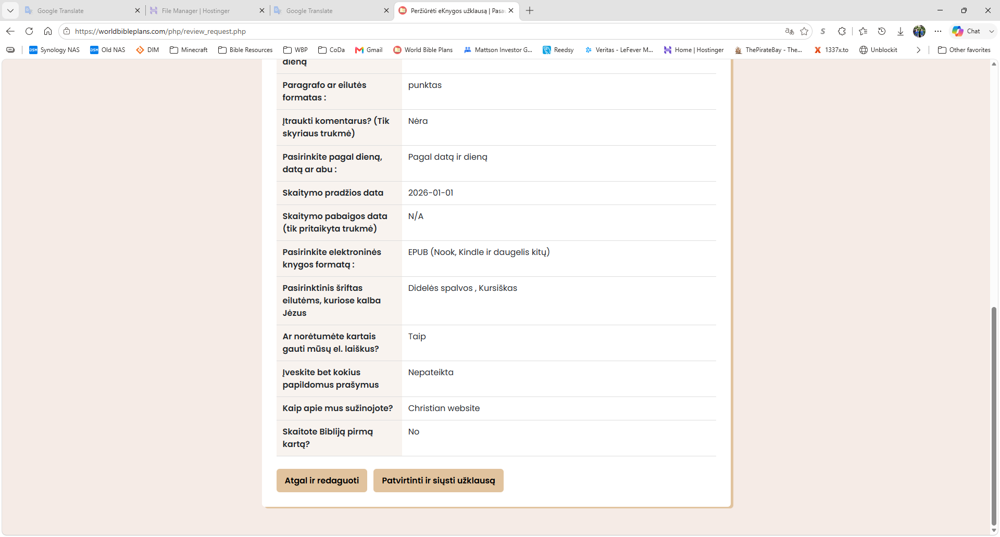 Google Translate
File Manager | Hostinger
Google Translate
Peržiūrėti eKnygos užklausą | Pasau
https://worldbibleplans.com/php/review_request.php
Chat
Synology NAS
Old NAS
DIM
Minecraft
Bible Resources
WBP
CoDa
Gmail
World Bible Plans
Mattson Investor G...
Reedsy
Veritas - LeFever M...
Home | Hostinger
ThePirateBay - The...
1337x.to
Unblockit
Other favorites
dieną
Paragrafo ar eilutės
formatas :
punktas
Įtraukti komentarus? (Tik
skyriaus trukmė)
Nėra
Pasirinkite pagal dieną,
datą ar abu :
Pagal datą ir dieną
Skaitymo pradžios data
2026-01-01
Skaitymo pabaigos data
(tik pritaikyta trukmė)
N/A
Pasirinkite elektroninės
knygos formatą :
EPUB (Nook, Kindle ir daugelis kitų)
Pasirinktinis šriftas
eilutėms, kuriose kalba
Jėzus
Didelės spalvos , Kursiškas
Ar norėtumėte kartais
gauti mūsų el. laiškus?
Taip
Įveskite bet kokius
papildomus prašymus
Nepateikta
Kaip apie mus sužinojote?
Christian website
Skaitote Bibliją pirmą
kartą?
No
Atgal ir redaguoti
Patvirtinti ir siųsti užklausą